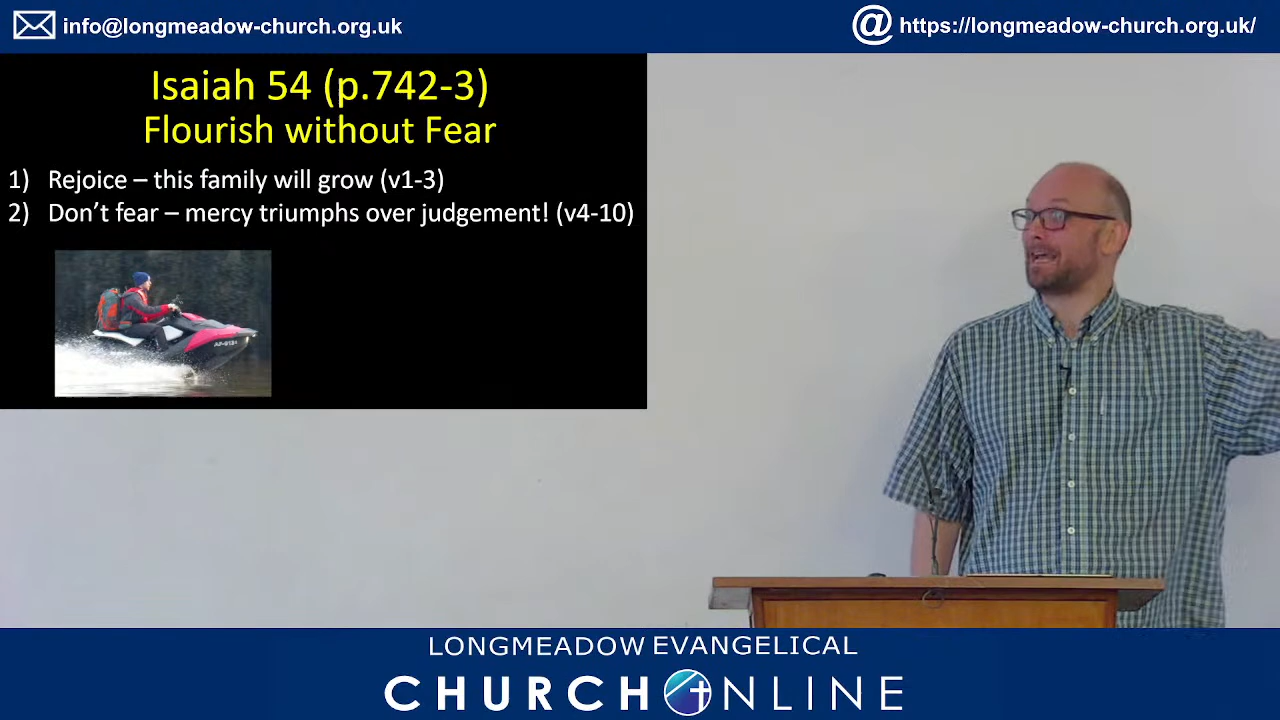 info@longmeadow-church.org.uk
@ https://longmeadow-church.org.uk/
Isaiah 54 (p.742-3)
Flourish without Fear
1) Rejoice – this family will grow (v1-3)
2) Don’t fear – mercy triumphs over judgement! (v4-10)
LONGMEADOW EVANGELICAL
CHURCH ONLINE